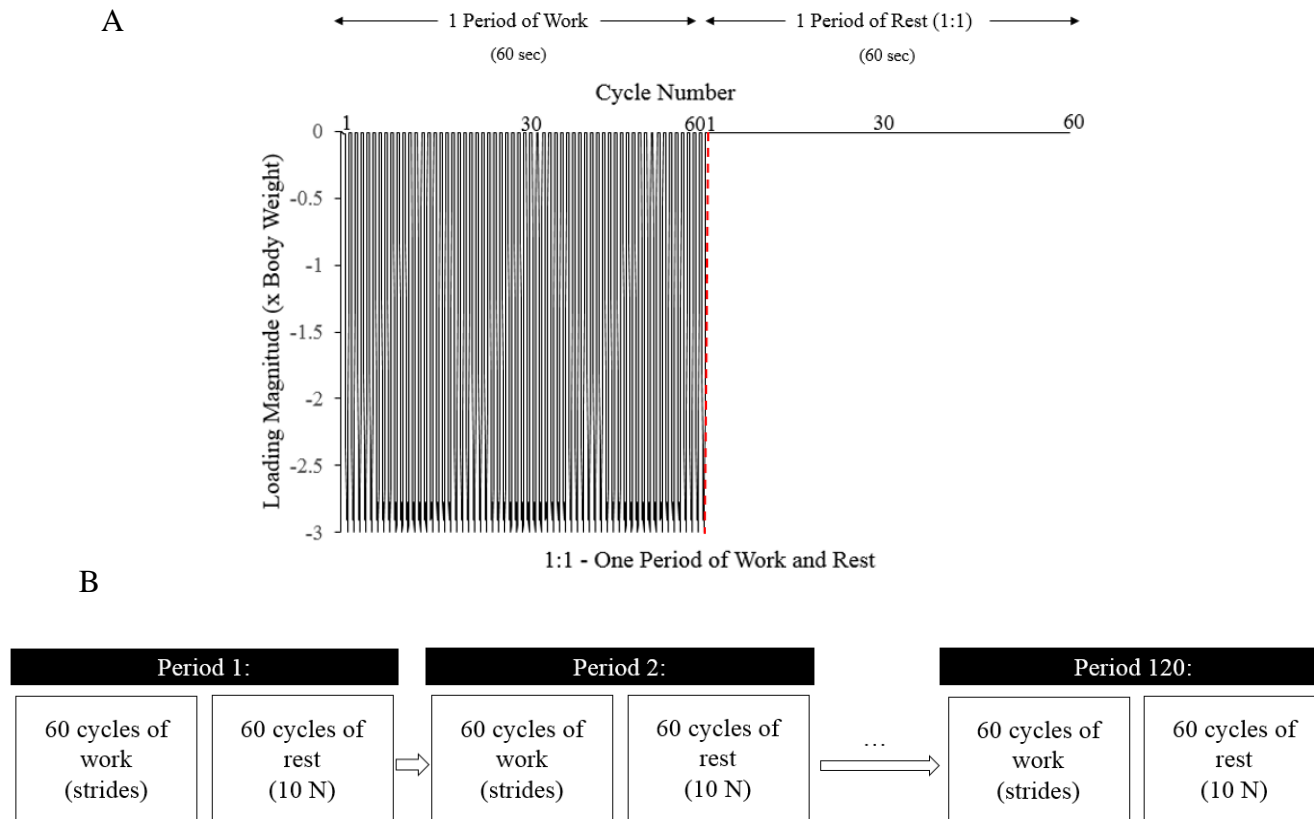 A
1 Period of Work
1 Period of Rest (1:1)
(60 sec)
(60 sec)
Cycle Number
1
30
60
1
30
60
Loading Magnitude (x Body Weight)
0
-0.5
-1
-1.5
-2
-2.5
-3
1:1 - One Period of Work and Rest
B
Period 1:
60 cycles of
work
(strides)
60 cycles of
rest
(10 N)
Period 2:
60 cycles of
work
(strides)
60 cycles of
rest
(10 N)
...
Period 120:
60 cycles of
work
(strides)
60 cycles of
rest
(10 N)